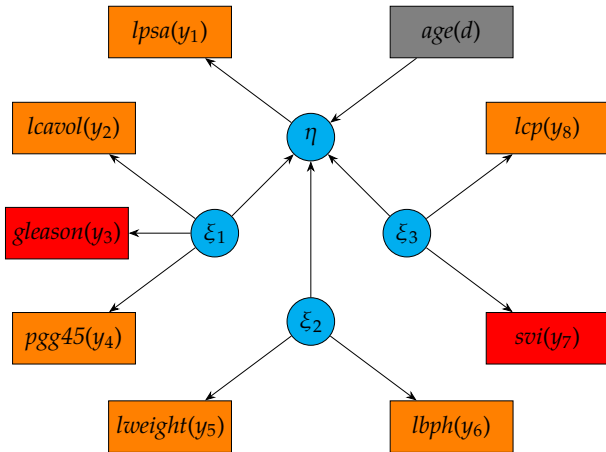 lpsa(y₁)
age(d)
lcavol(y₂)
η
lcp(y₈)
gleason(y₃)
ξ₁
ξ₃
pgg45(y₄)
ξ₂
svi(y₇)
lweight(y₅)
lbph(y₆)